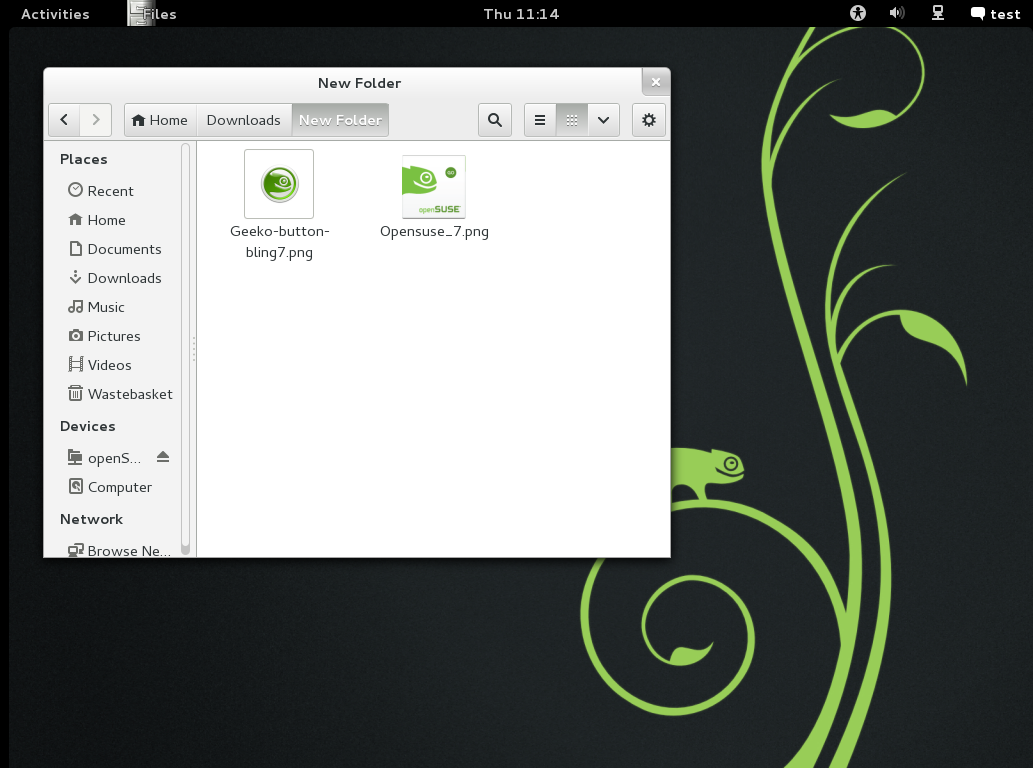 Activities Files Thu 11:14 test
New Folder
Home Downloads New Folder
Places
Recent
Home
Documents
Downloads
Music
Pictures
Videos
Wastebasket
Devices
openS...
Computer
Network
Browse Ne...
GO
openSUSE
Geeko-button-
bling7.png
Opensuse_7.png